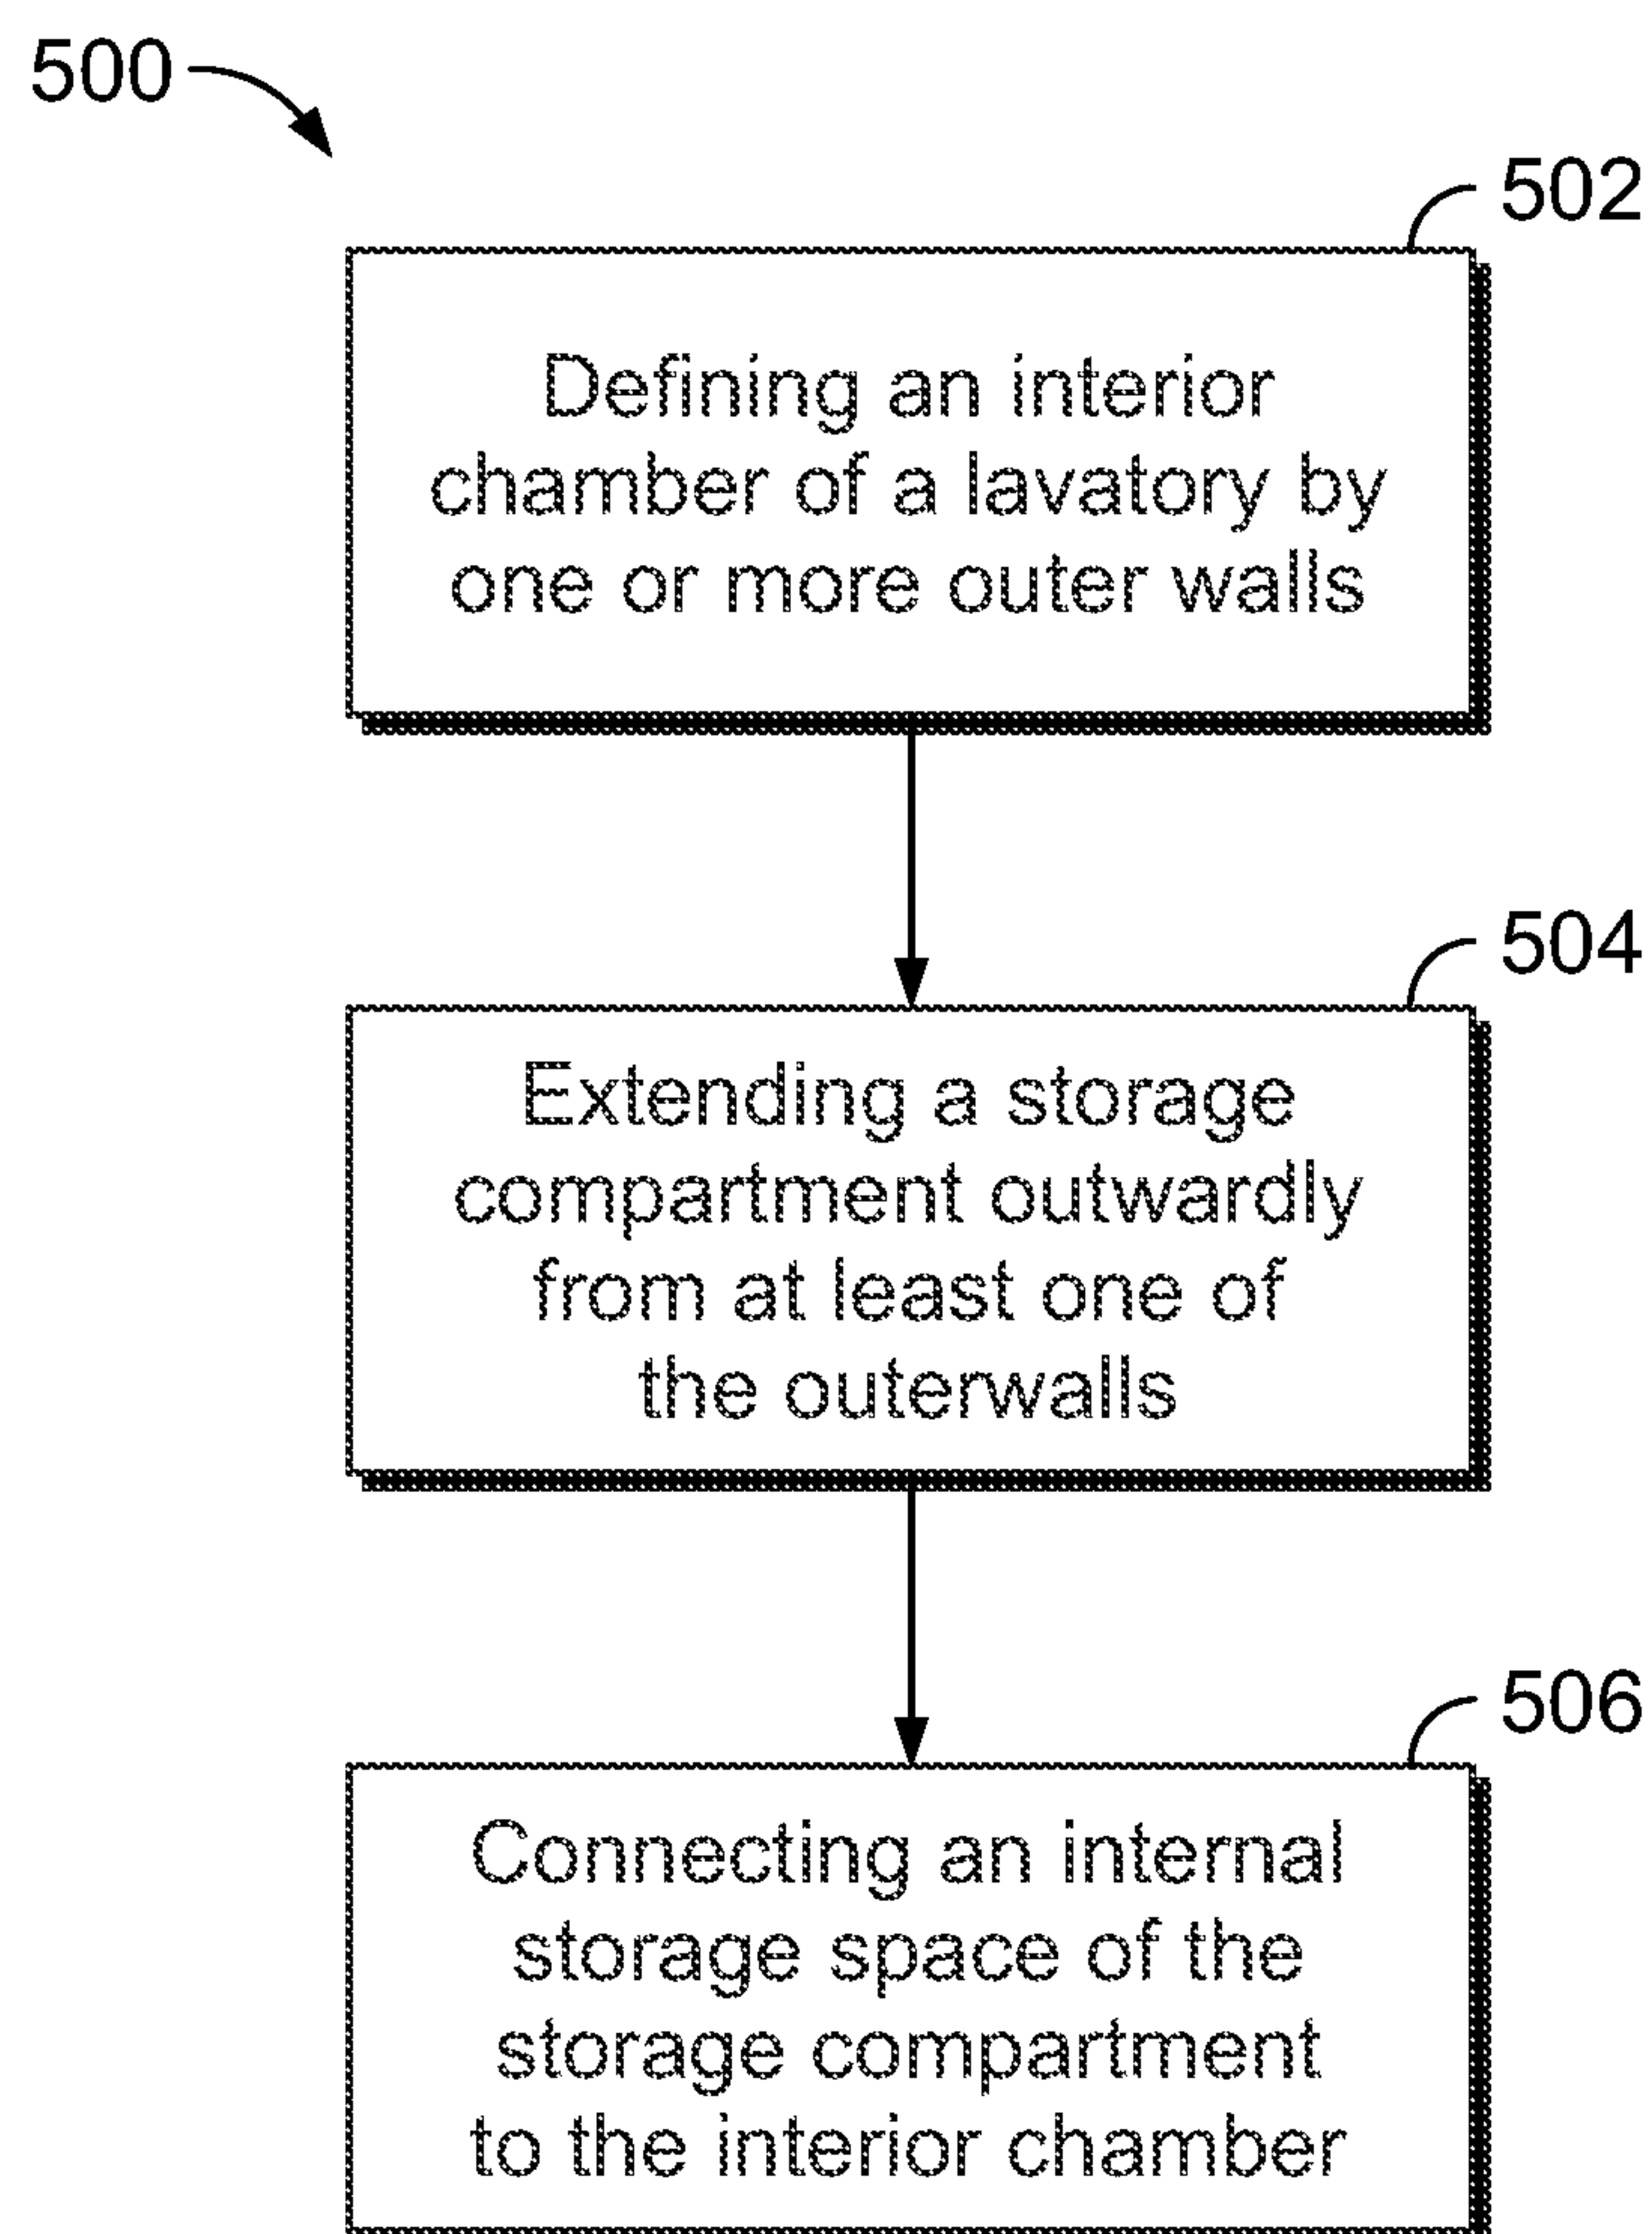 500
502
Defining an interior
chamber of a lavatory by
one or more outer walls
504
Extending a storage
compartment outwardly
from at least one of
the outerwalls
506
Connecting an internal
storage space of the
storage compartment
to the interior chamber